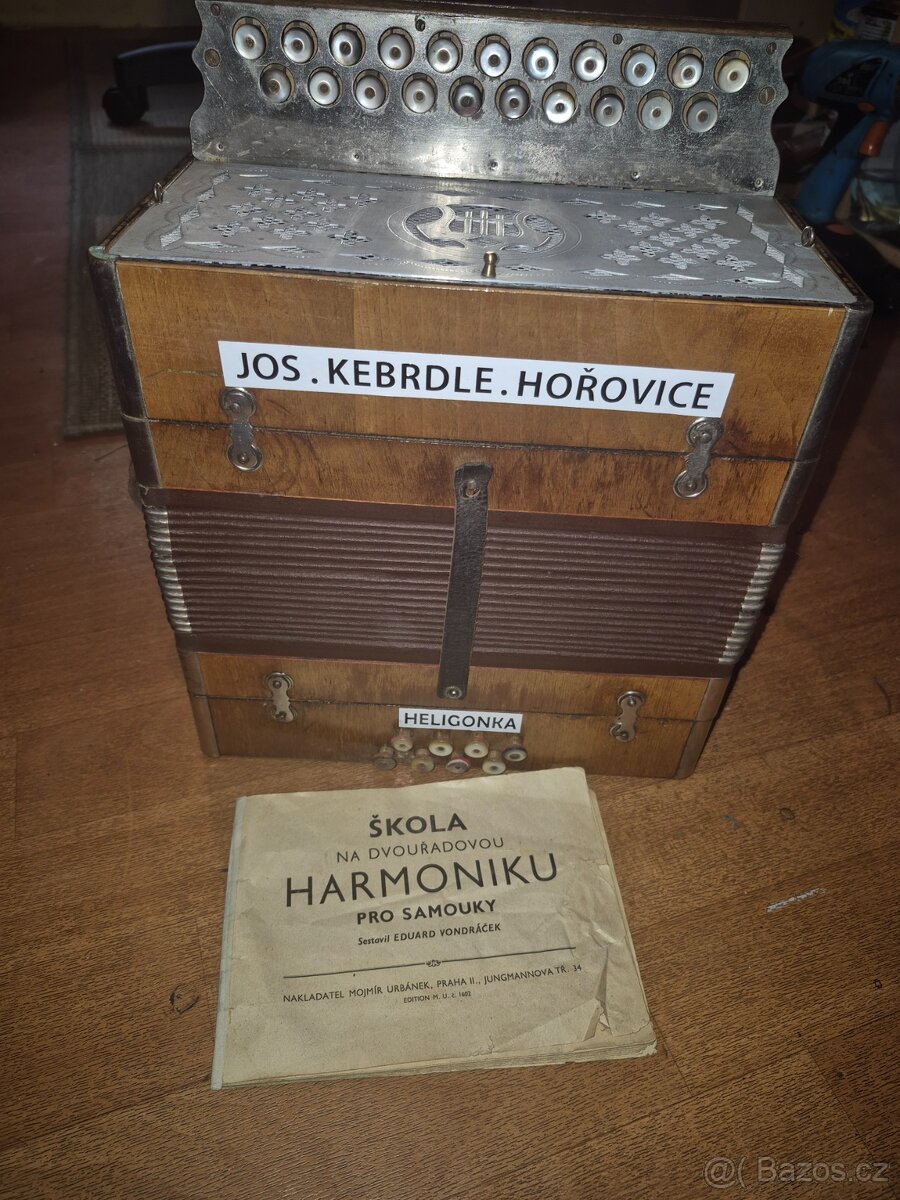 JOS . KEBRDLE . HOŘOVICE
HELIGONKA
ŠKOLA
NA DVOUŘADOVOU
HARMONIKU
PRO SAMOUKY
Sestavil EDUARD VONDRÁČEK
NAKLADATEL MOJMÍR URBÁNEK, PRAHA II., JUNGMANNOVA TŘ. 34
EDITION M. U. č. 1602
@( Bazos.cz